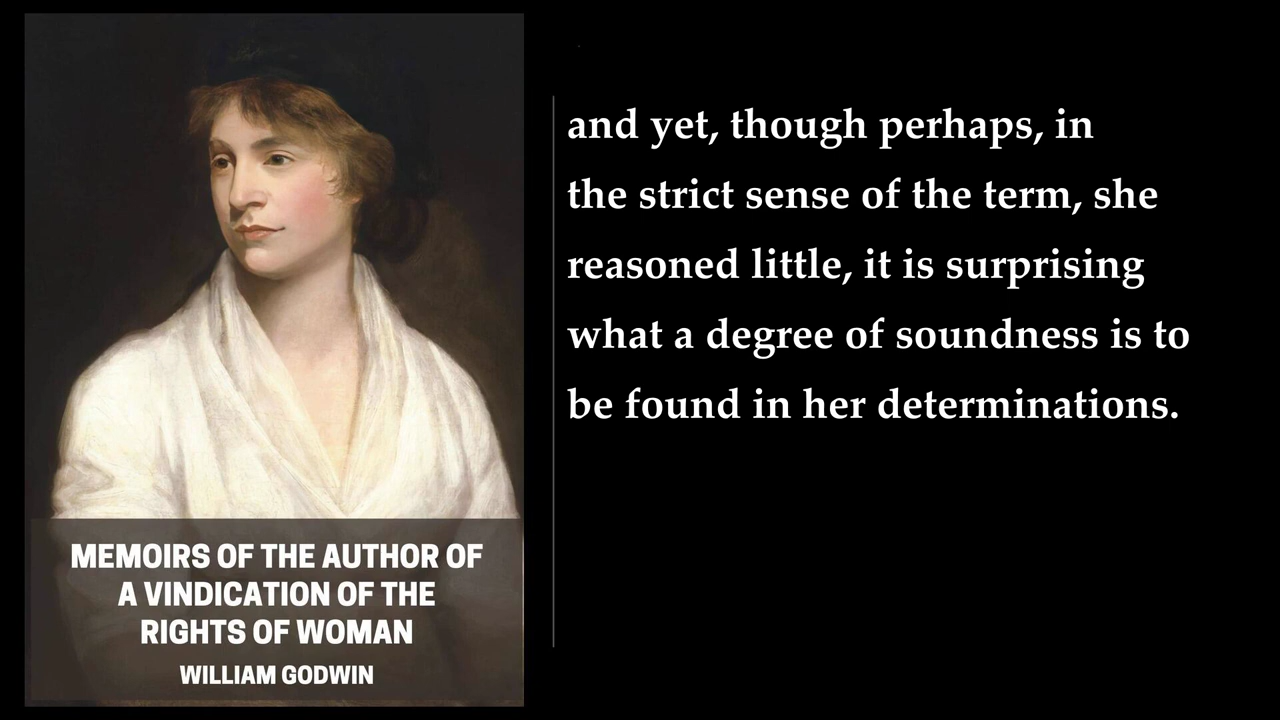 MEMOIRS OF THE AUTHOR OF
A VINDICATION OF THE
RIGHTS OF WOMAN
WILLIAM GODWIN
and yet, though perhaps, in
the strict sense of the term, she
reasoned little, it is surprising
what a degree of soundness is to
be found in her determinations.